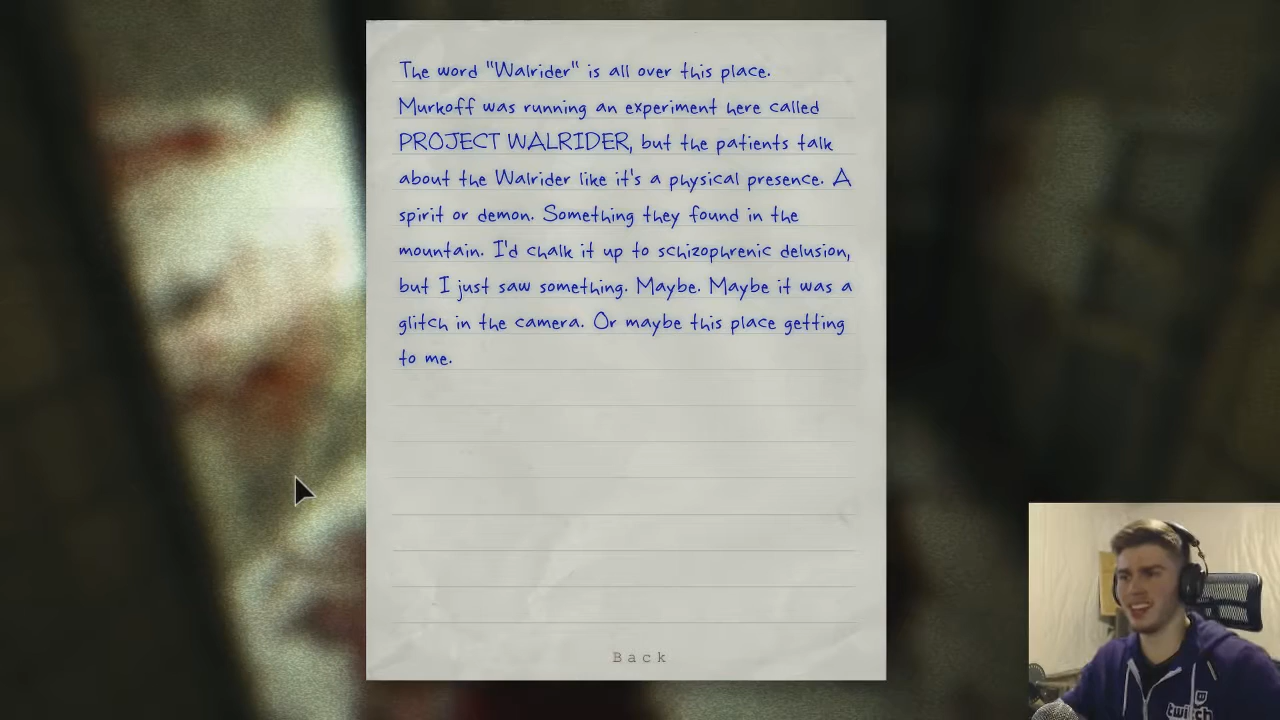 The word "Walrider" is all over this place.
Murkoff was running an experiment here called
PROJECT WALRIDER, but the patients talk
about the Walrider like it's a physical presence. A
spirit or demon. Something they found in the
mountain. I'd chalk it up to schizophrenic delusion,
but I just saw something. Maybe. Maybe it was a
glitch in the camera. Or maybe this place getting
to me.
Back
twitch